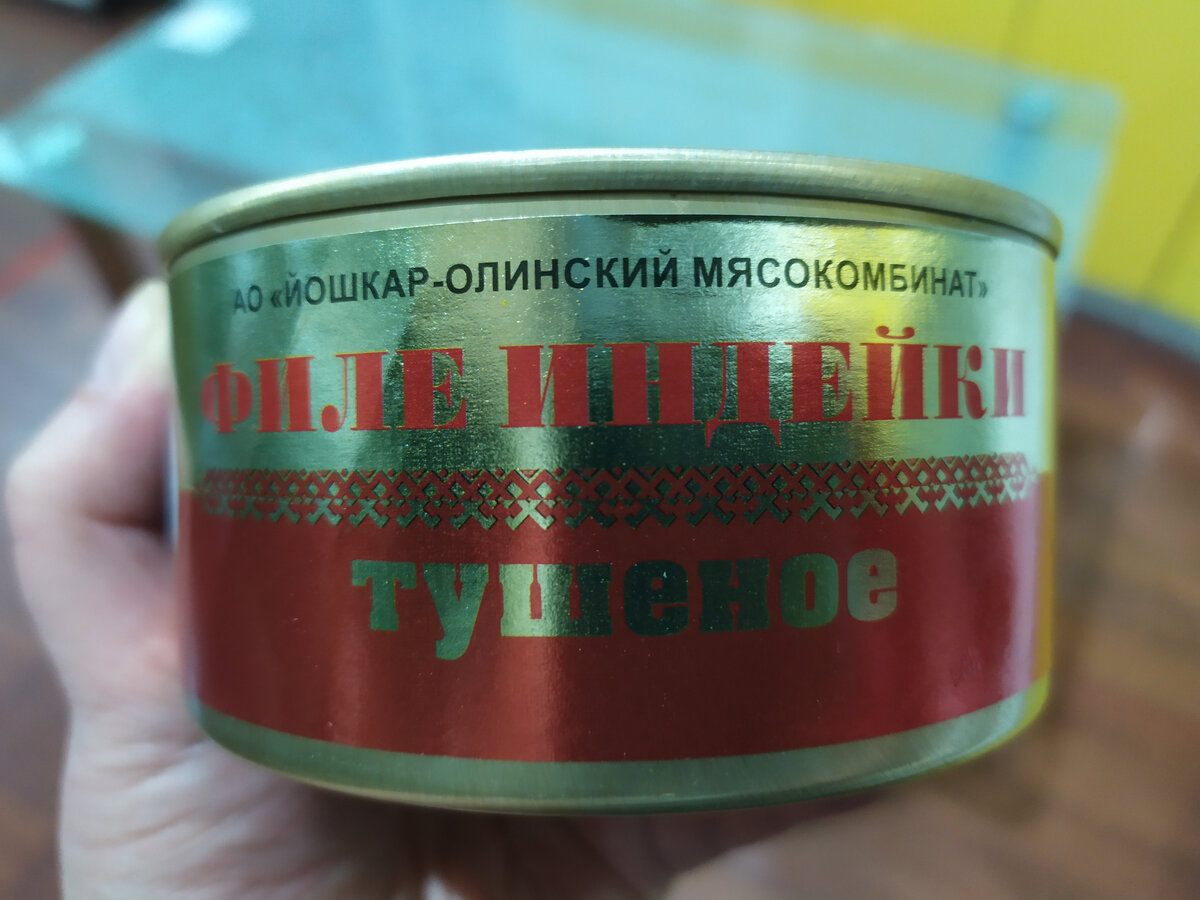 АО «ЙОШКАР-ОЛИНСКИЙ МЯСОКОМБИНАТ»
ФИЛЕ ИНДЕЙКИ
тушеное